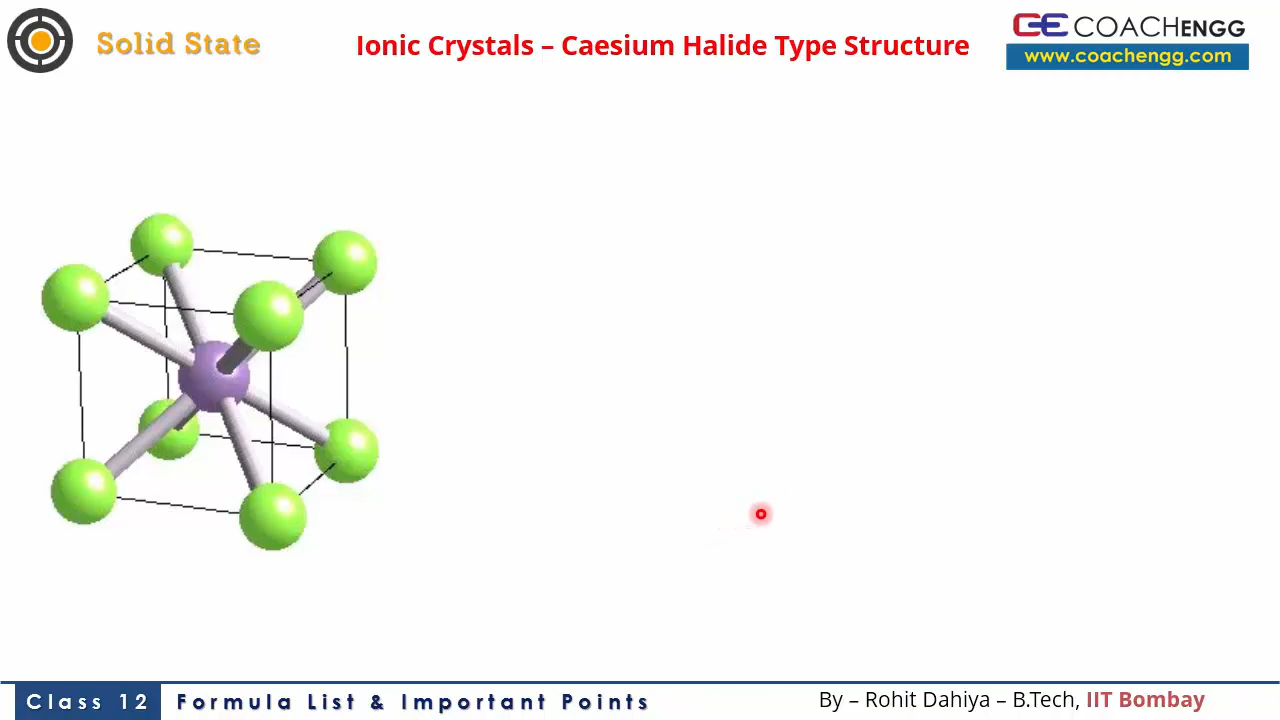 Solid State
Ionic Crystals – Caesium Halide Type Structure
CE COACHENGG
www.coachengg.com
Class 12
Formula List & Important Points
By – Rohit Dahiya – B.Tech, IIT Bombay